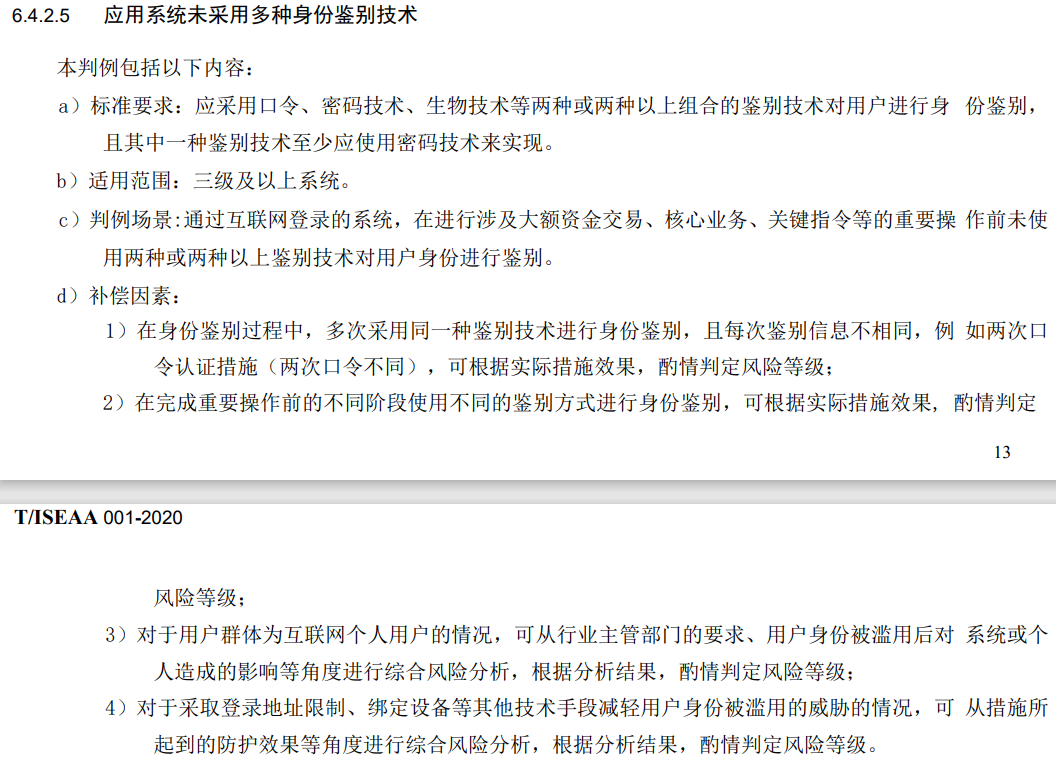 6.4.2.5 应用系统未采用多种身份鉴别技术
本判例包括以下内容：
a）标准要求：应采用口令、密码技术、生物技术等两种或两种以上组合的鉴别技术对用户进行身 份鉴别，
且其中一种鉴别技术至少应使用密码技术来实现。
b）适用范围：三级及以上系统。
c）判例场景:通过互联网登录的系统，在进行涉及大额资金交易、核心业务、关键指令等的重要操 作前未使
用两种或两种以上鉴别技术对用户身份进行鉴别。
d）补偿因素：
1）在身份鉴别过程中，多次采用同一种鉴别技术进行身份鉴别，且每次鉴别信息不相同，例 如两次口
令认证措施（两次口令不同），可根据实际措施效果，酌情判定风险等级；
2）在完成重要操作前的不同阶段使用不同的鉴别方式进行身份鉴别，可根据实际措施效果, 酌情判定
13
T/ISEAA 001-2020
风险等级；
3）对于用户群体为互联网个人用户的情况，可从行业主管部门的要求、用户身份被滥用后对 系统或个
人造成的影响等角度进行综合风险分析，根据分析结果，酌情判定风险等级；
4）对于采取登录地址限制、绑定设备等其他技术手段减轻用户身份被滥用的威胁的情况，可 从措施所
起到的防护效果等角度进行综合风险分析，根据分析结果，酌情判定风险等级。